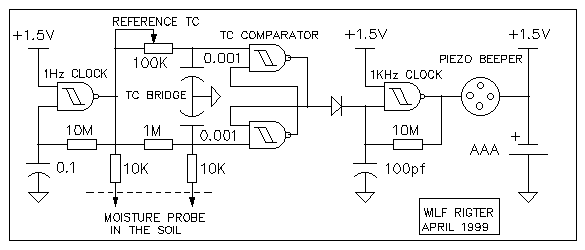 REFERENCE TC
+1.5V
TC COMPARATOR
+1.5V
+1.5V
100K
0.001
PIEZO BEEPER
1Hz CLOCK
1KHz CLOCK
TC BRIDGE
10M
1M
0.001
10M
+
AAA
0.1
10K
10K
100pf
MOISTURE PROBE
IN THE SOIL
WILF RIGTER
APRIL 1999